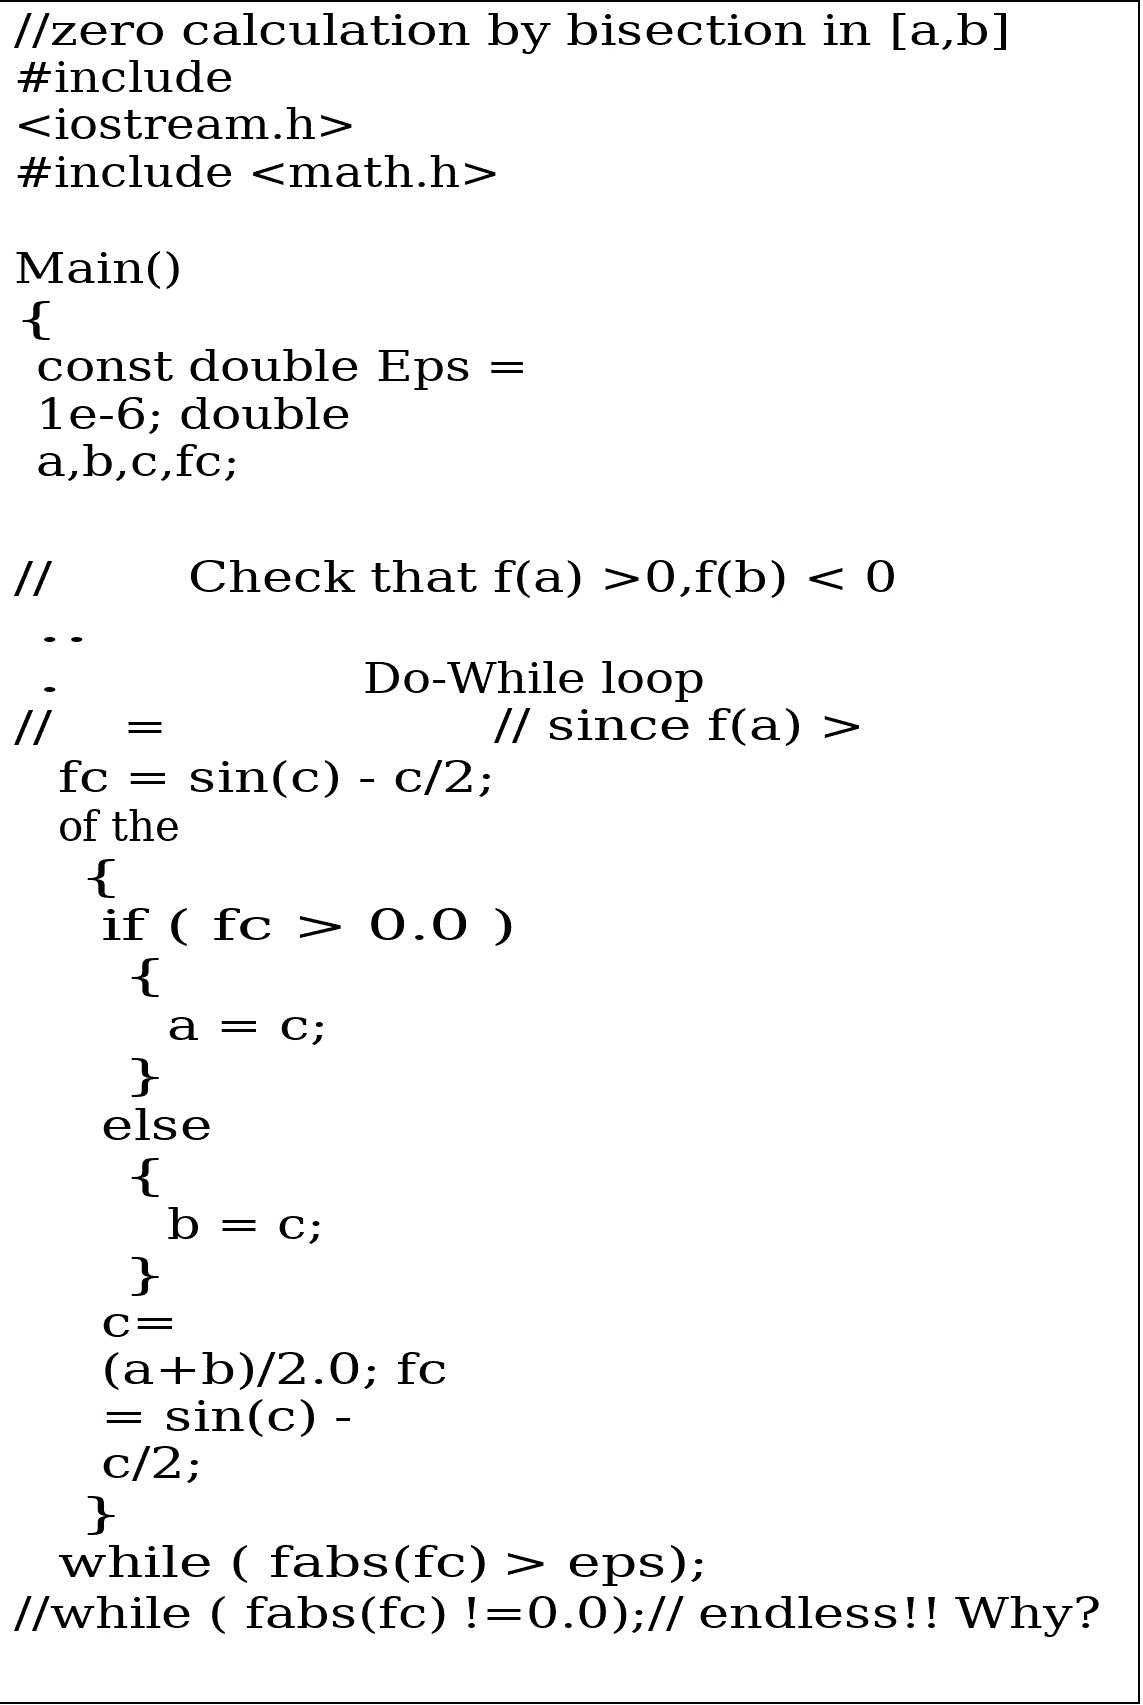 //zero calculation by bisection in [a,b]
#include
<iostream.h>
#include <math.h>
Main()
{
const double Eps =
1e-6; double
a,b,c,fc;
// Check that f(a) >0,f(b) < 0
..
. Do-While loop
// = // since f(a) >
fc = sin(c) - c/2;
of the
{
if ( fc > 0.0 )
{
a = c;
}
else
{
b = c;
}
c=
(a+b)/2.0; fc
= sin(c) -
c/2;
}
while ( fabs(fc) > eps);
//while ( fabs(fc) !=0.0);// endless!! Why?